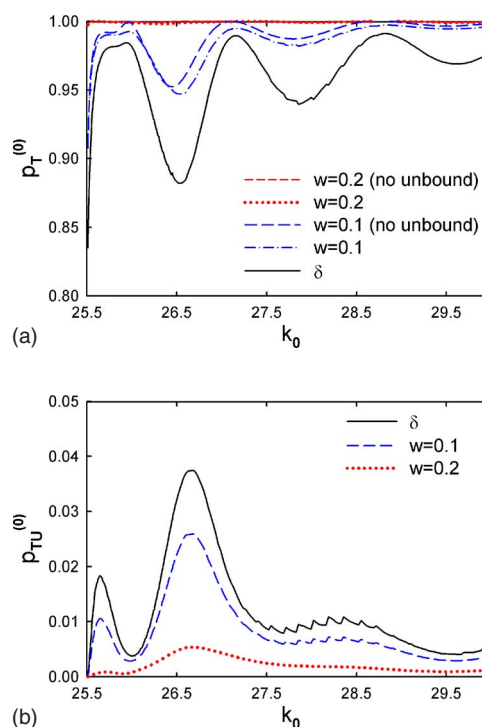 1.00
0.95
0.90
0.85
0.80
p_T^(0)
w=0.2 (no unbound)
w=0.2
w=0.1 (no unbound)
w=0.1
δ
25.5 26.5 27.5 28.5 29.5
k_0
(a)
0.05
0.04
0.03
0.02
0.01
0.00
p_TU^(0)
δ
w=0.1
w=0.2
25.5 26.5 27.5 28.5 29.5
k_0
(b)